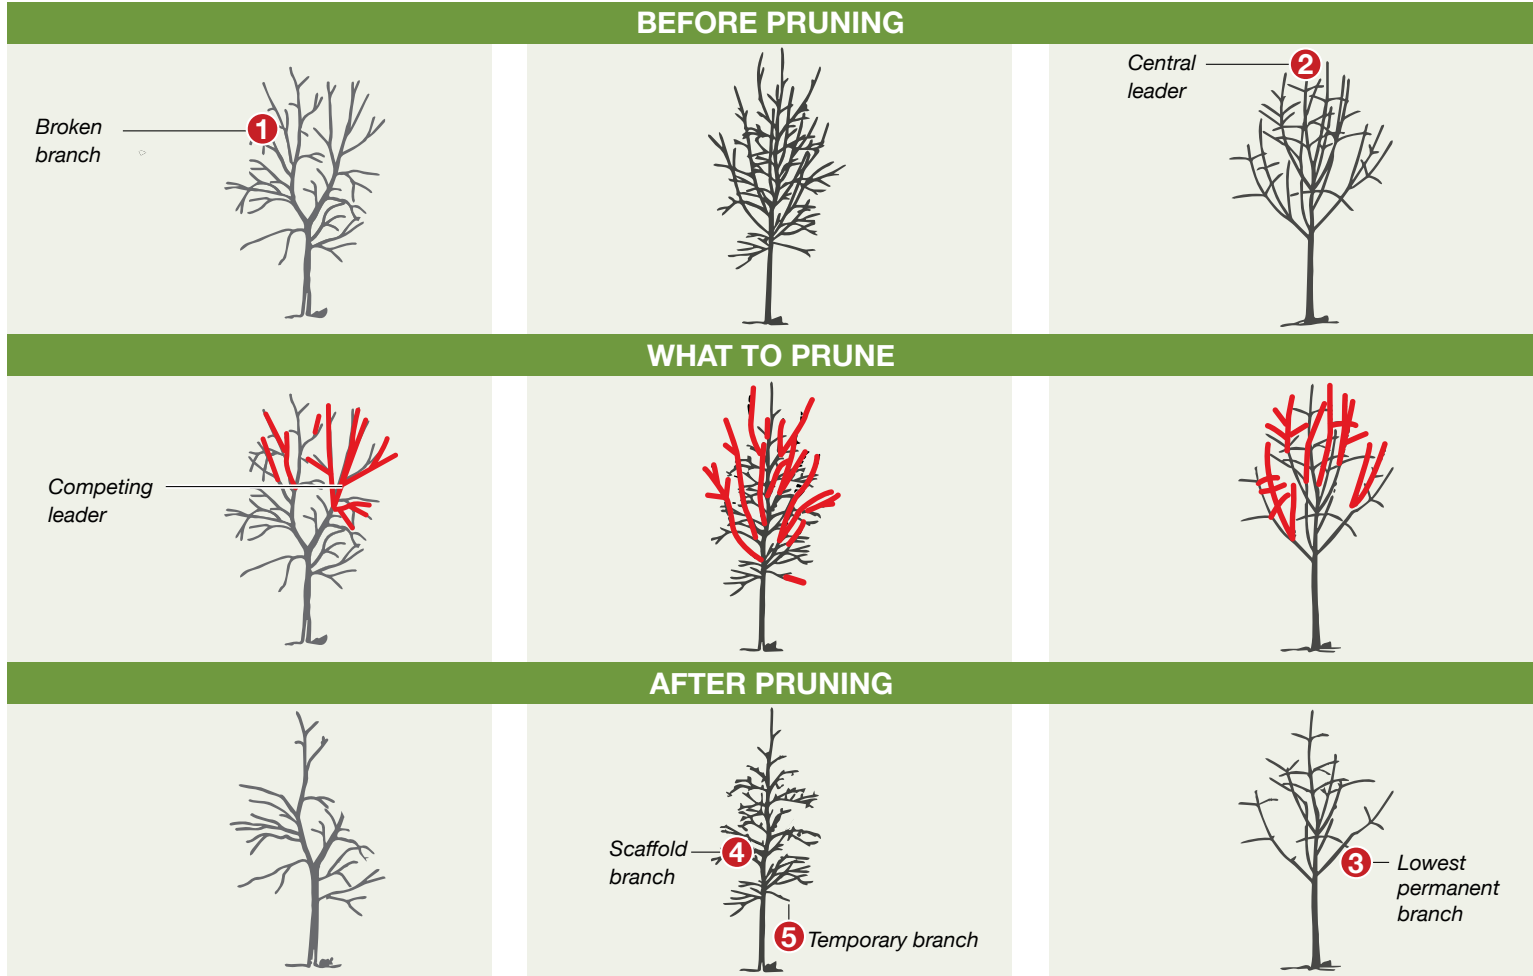 BEFORE PRUNING
Broken
branch
1
Central
leader
2
WHAT TO PRUNE
Competing
leader
AFTER PRUNING
Scaffold
branch
4
5 Temporary branch
3
Lowest
permanent
branch